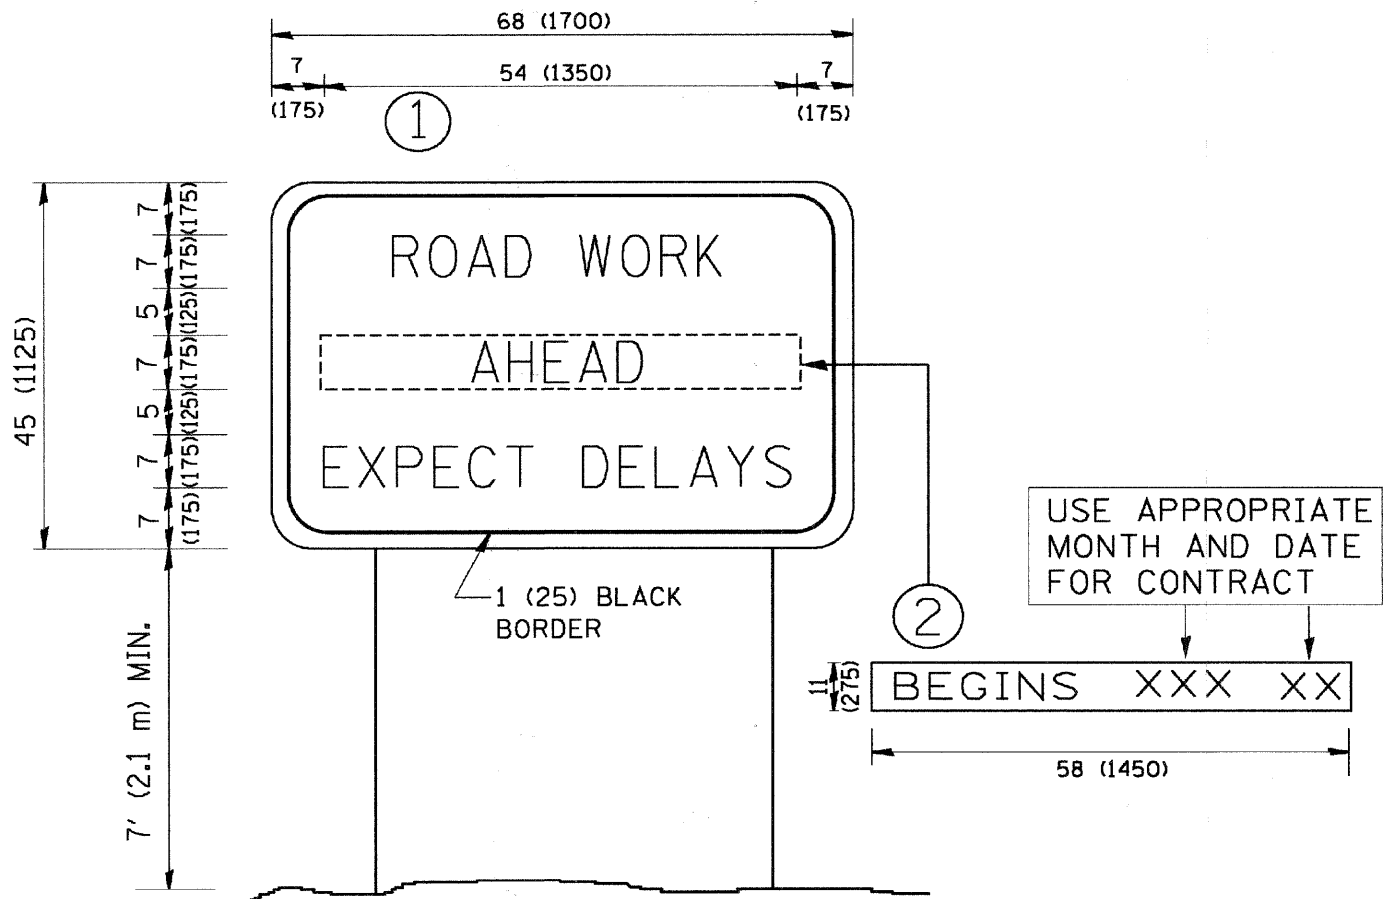 68 (1700)
7
54 (1350)
7
(175)
(175)
1
45 (1125)
7 (175)
7 (175)
5 (125)
7 (175)
5 (125)
7 (175)
7 (175)
ROAD WORK
AHEAD
EXPECT DELAYS
1 (25) BLACK
BORDER
7' (2.1 m) MIN.
2
USE APPROPRIATE
MONTH AND DATE
FOR CONTRACT
11
(275)
BEGINS XXX XX
58 (1450)